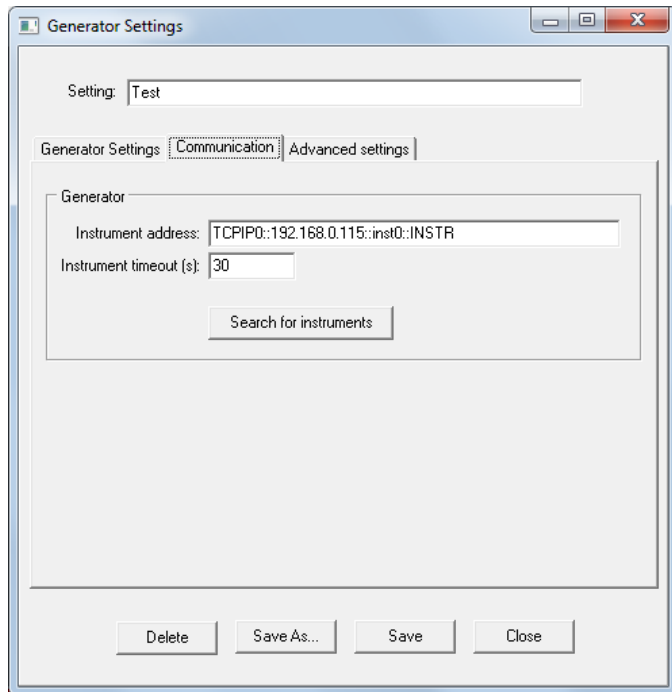 Generator Settings
Setting: Test
Generator Settings Communication Advanced settings
Generator
Instrument address: TCPIP0::192.168.0.115::inst0::INSTR
Instrument timeout (s): 30
Search for instruments
Delete Save As... Save Close